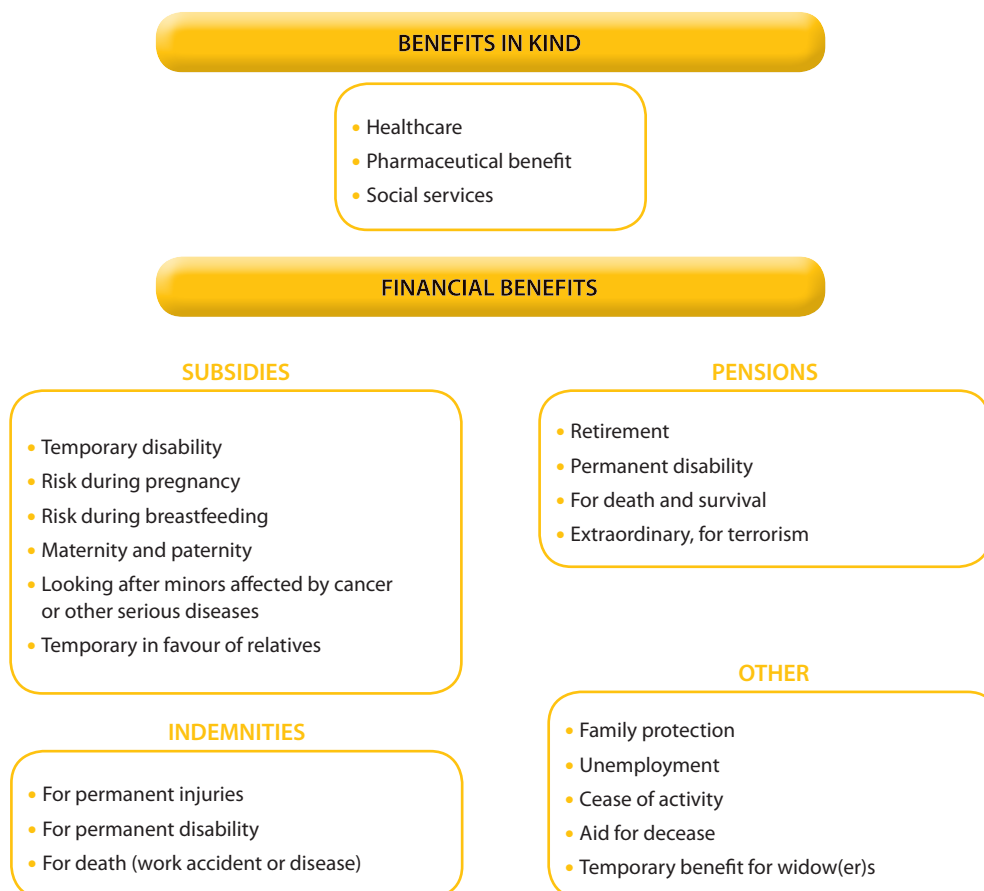 BENEFITS IN KIND
• Healthcare
• Pharmaceutical benefit
• Social services
FINANCIAL BENEFITS
SUBSIDIES
• Temporary disability
• Risk during pregnancy
• Risk during breastfeeding
• Maternity and paternity
• Looking after minors affected by cancer
or other serious diseases
• Temporary in favour of relatives
PENSIONS
• Retirement
• Permanent disability
• For death and survival
• Extraordinary, for terrorism
INDEMNITIES
• For permanent injuries
• For permanent disability
• For death (work accident or disease)
OTHER
• Family protection
• Unemployment
• Cease of activity
• Aid for decease
• Temporary benefit for widow(er)s